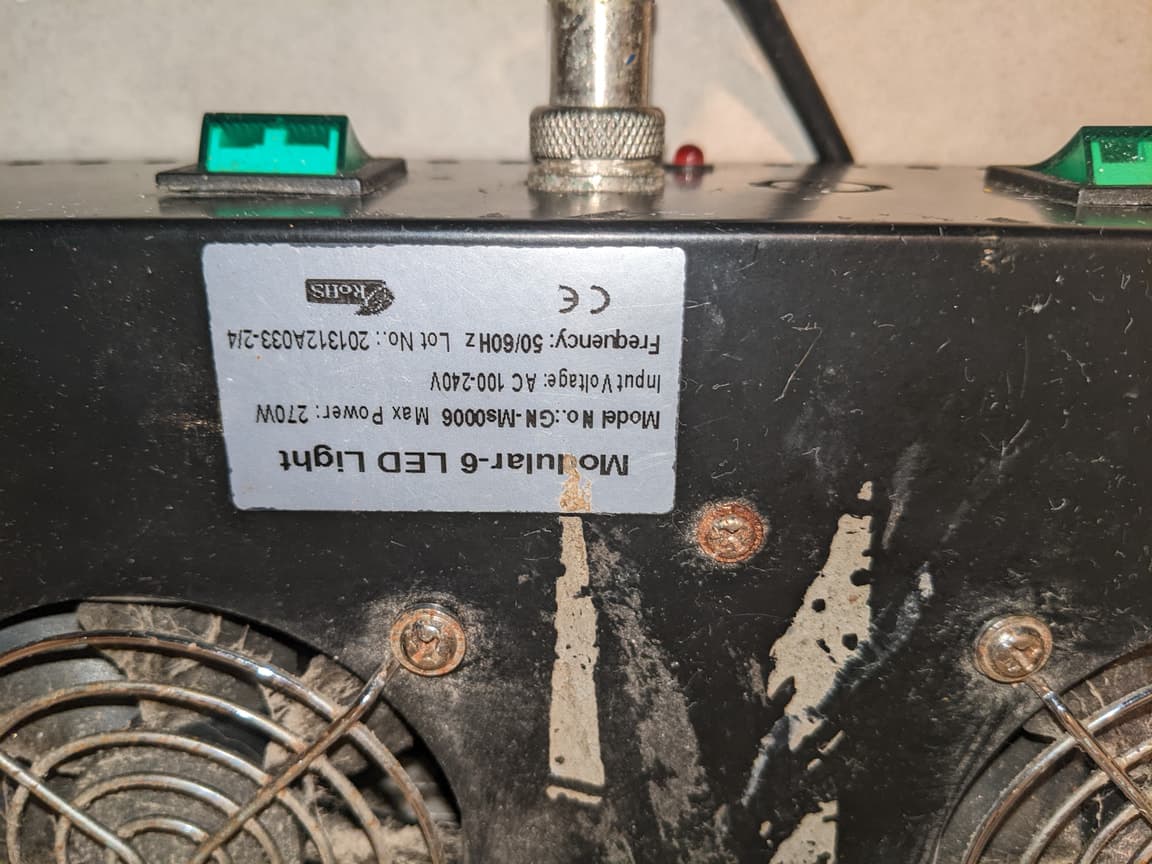 Modular-6 LED Light
Model No.:GN-Ms0006 Max Power: 270W
Input Voltage: AC 100-240V
Frequency: 50/60Hz Lot No.: 201312A033-2/4
CE RoHS